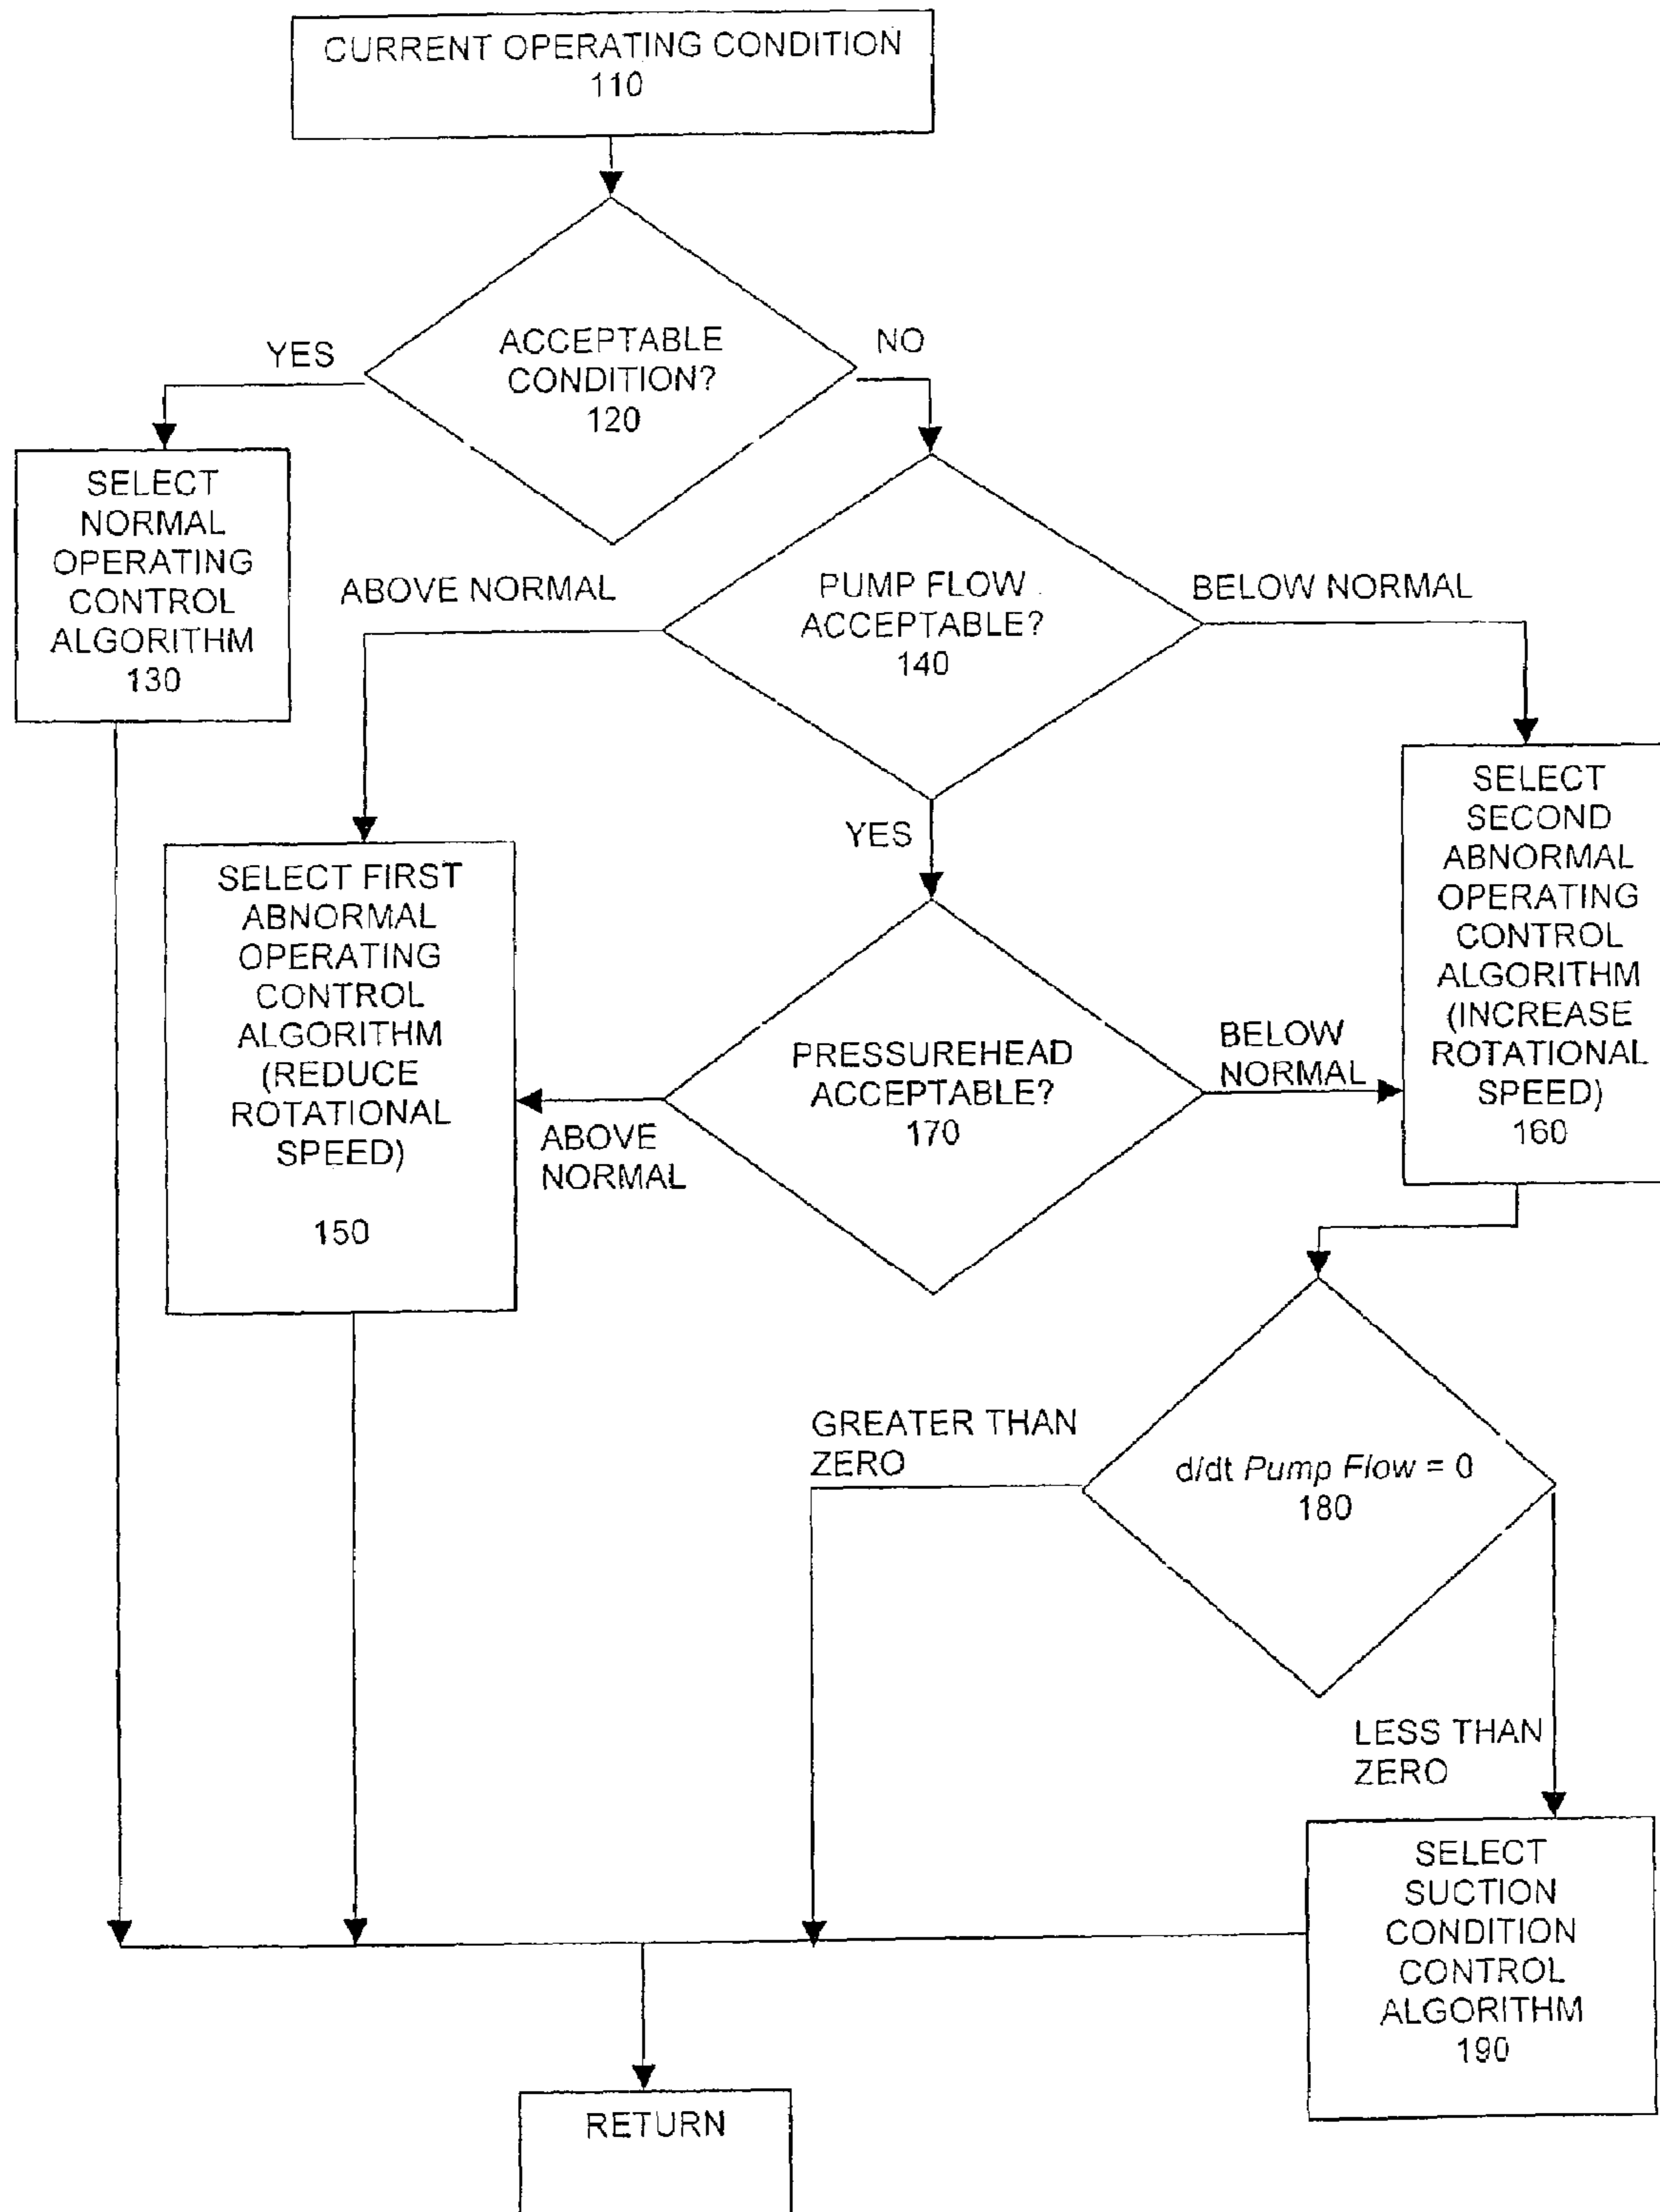 CURRENT OPERATING CONDITION
110
ACCEPTABLE
CONDITION?
120
YES
NO
SELECT
NORMAL
OPERATING
CONTROL
ALGORITHM
130
PUMP FLOW
ACCEPTABLE?
140
ABOVE NORMAL
BELOW NORMAL
YES
SELECT FIRST
ABNORMAL
OPERATING
CONTROL
ALGORITHM
(REDUCE
ROTATIONAL
SPEED)
150
SELECT
SECOND
ABNORMAL
OPERATING
CONTROL
ALGORITHM
(INCREASE
ROTATIONAL
SPEED)
160
PRESSUREHEAD
ACCEPTABLE?
170
ABOVE
NORMAL
BELOW
NORMAL
d/dt Pump Flow = 0
180
GREATER THAN
ZERO
LESS THAN
ZERO
SELECT
SUCTION
CONDITION
CONTROL
ALGORITHM
190
RETURN